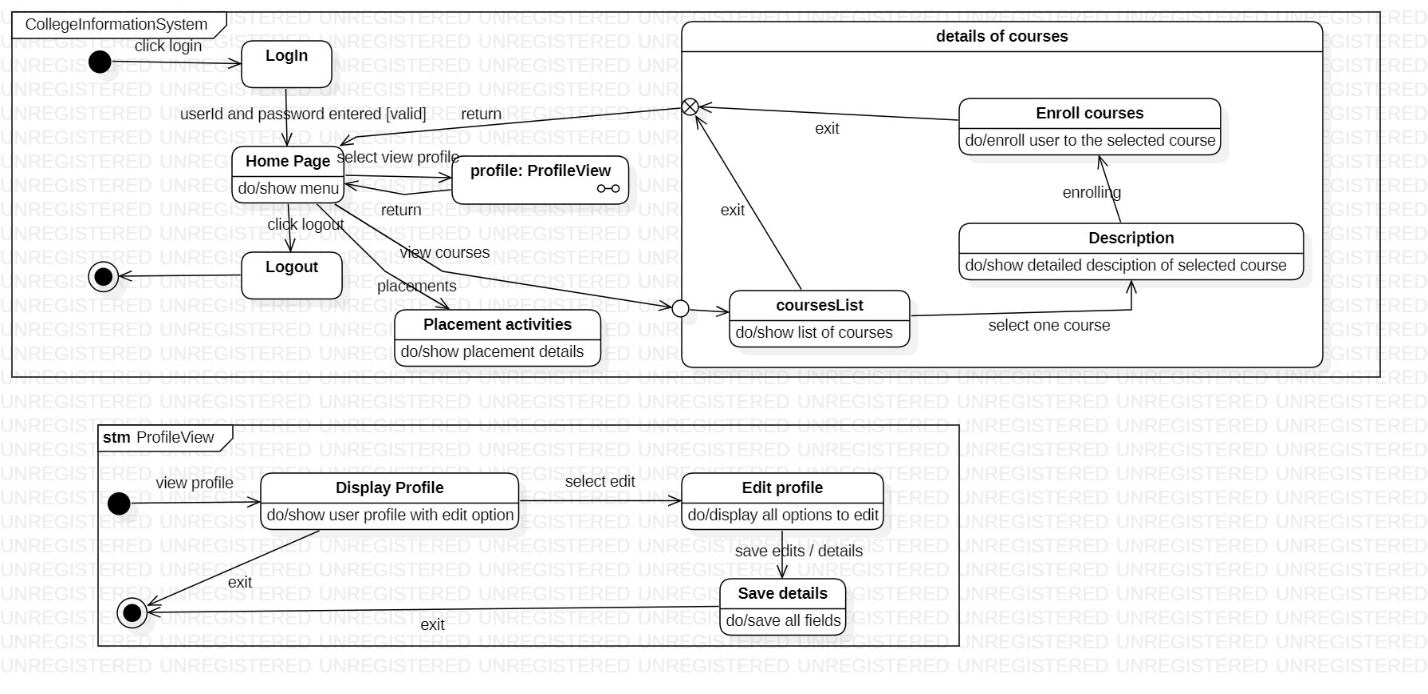 CollegeInformationSystem
click login
LogIn
userId and password entered [valid]
return
Home Page
do/show menu
select view profile
profile: ProfileView
return
click logout
Logout
view courses
placements
Placement activities
do/show placement details
details of courses
Enroll courses
do/enroll user to the selected course
exit
enrolling
exit
Description
do/show detailed desciption of selected course
coursesList
do/show list of courses
select one course
stm ProfileView
view profile
Display Profile
do/show user profile with edit option
select edit
Edit profile
do/display all options to edit
save edits / details
exit
Save details
do/save all fields
exit
UNREGISTERED